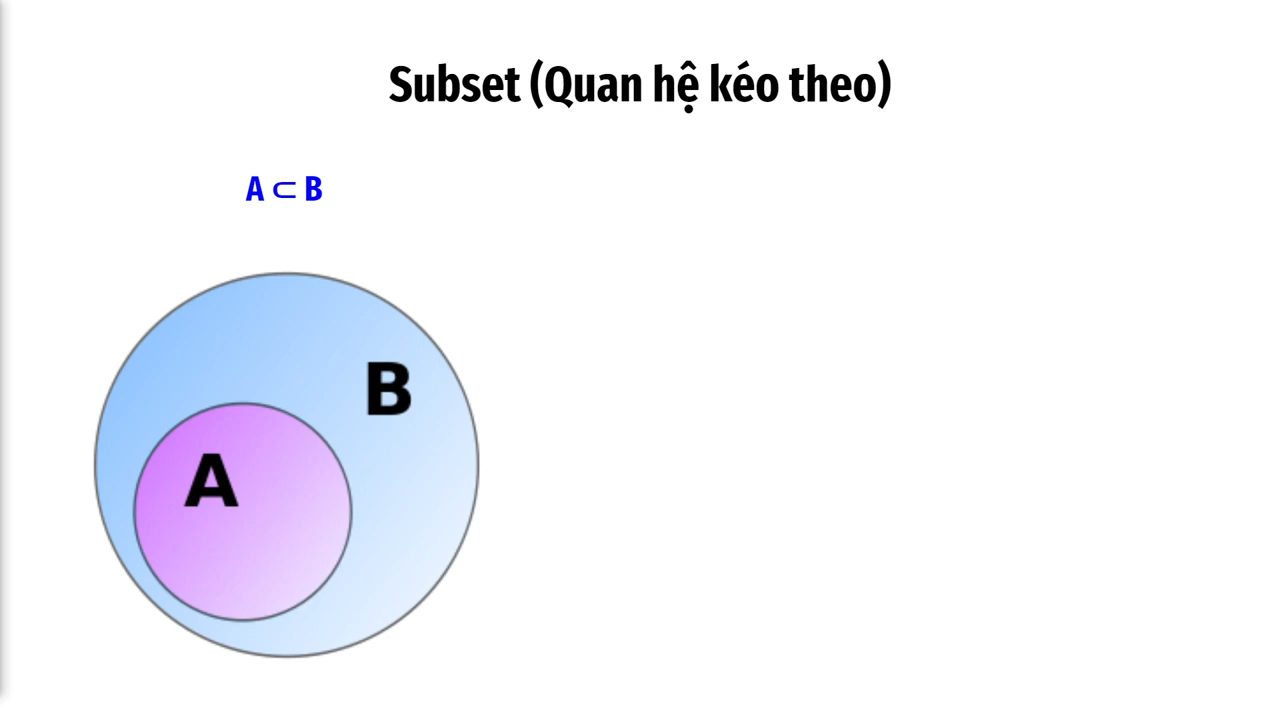 Subset (Quan hệ kéo theo)
A ⊂ B
B
A